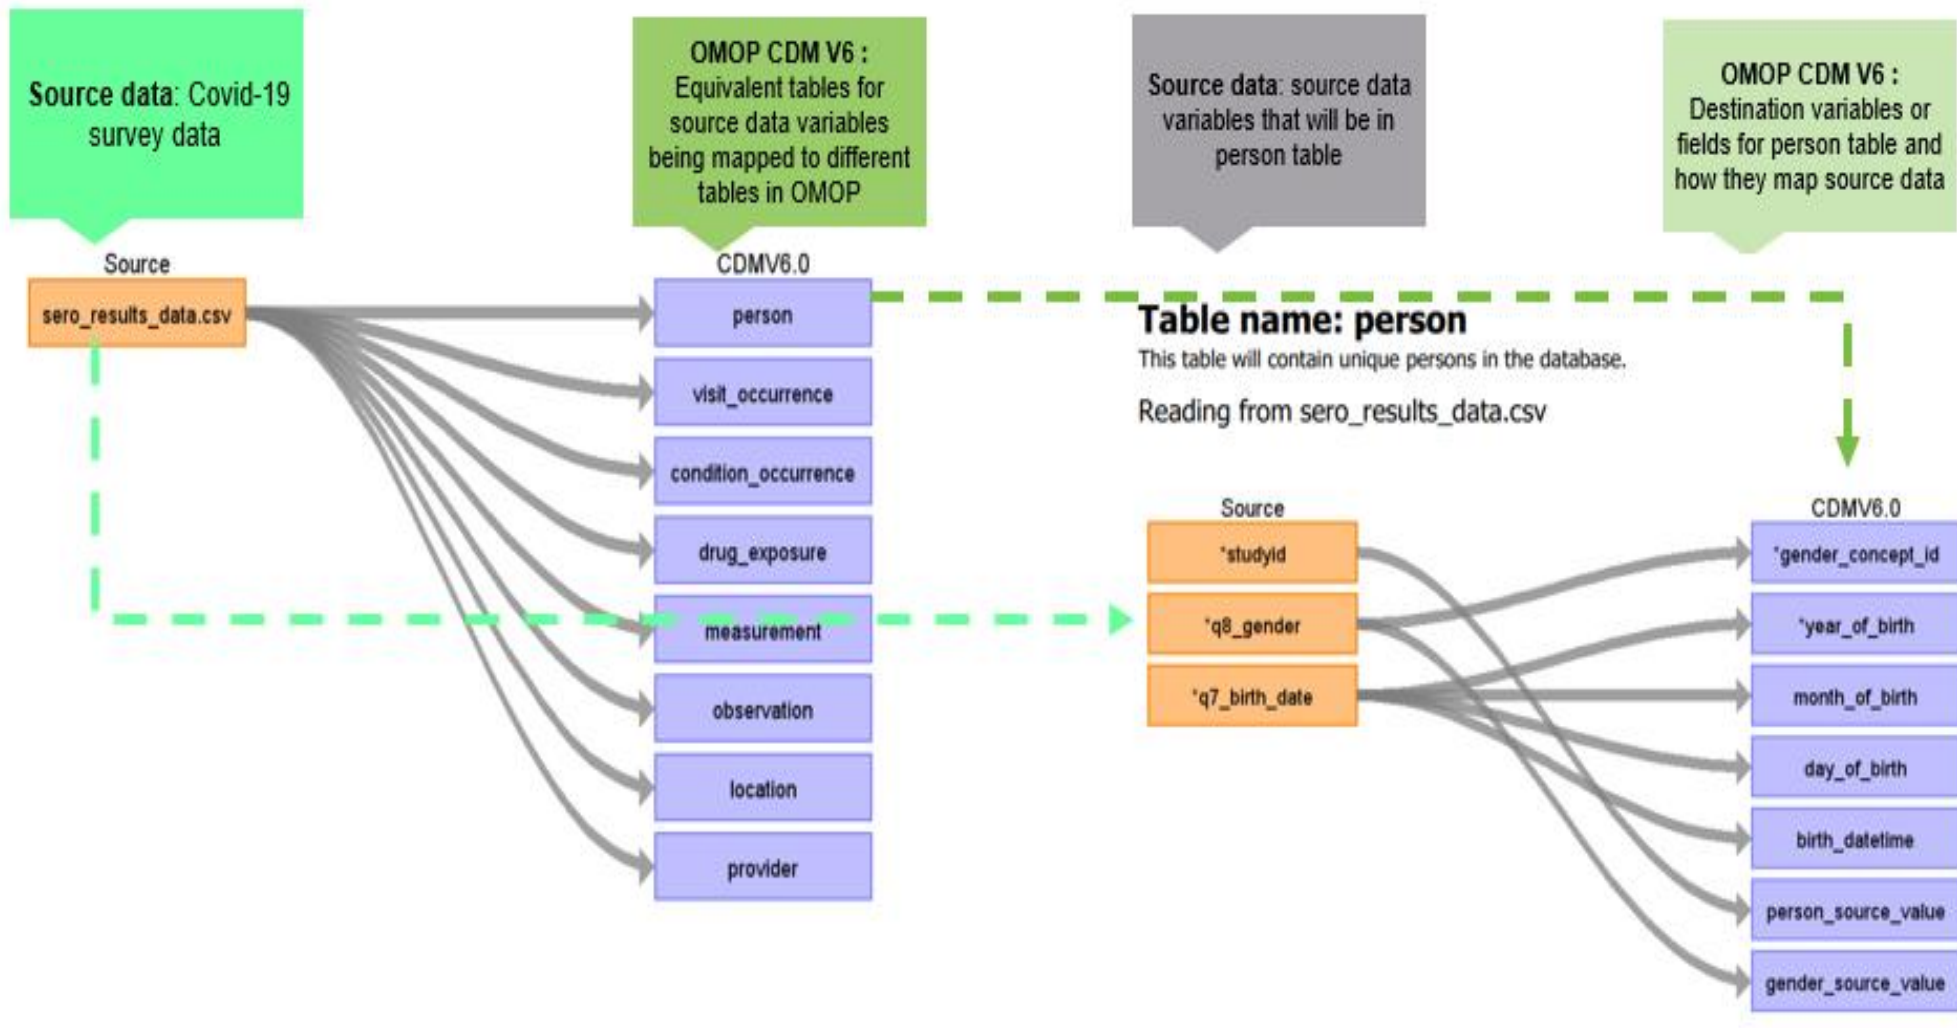 Source data: Covid-19
survey data
OMOP CDM V6 :
Equivalent tables for
source data variables
being mapped to different
tables in OMOP
Source data: source data
variables that will be in
person table
OMOP CDM V6 :
Destination variables or
fields for person table and
how they map source data
Source
sero_results_data.csv
CDMV6.0
person
visit_occurrence
condition_occurrence
drug_exposure
measurement
observation
location
provider
Table name: person
This table will contain unique persons in the database.
Reading from sero_results_data.csv
Source
*studyid
*q8_gender
*q7_birth_date
CDMV6.0
*gender_concept_id
*year_of_birth
month_of_birth
day_of_birth
birth_datetime
person_source_value
gender_source_value